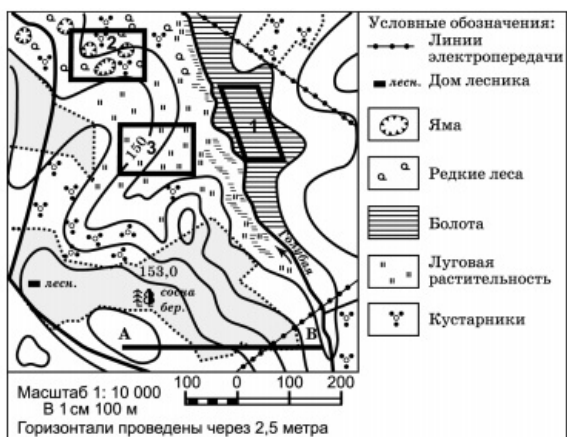 Условные обозначения:
Линии
электропередачи
лесн. Дом лесника
Яма
Редкие леса
Болота
Луговая
растительность
Кустарники
2
1
150
3
Голубая
153,0
лесн.
сосна
бер.
А
В
Масштаб 1: 10 000
В 1 см 100 м
100 0 100 200
Горизонтали проведены через 2,5 метра